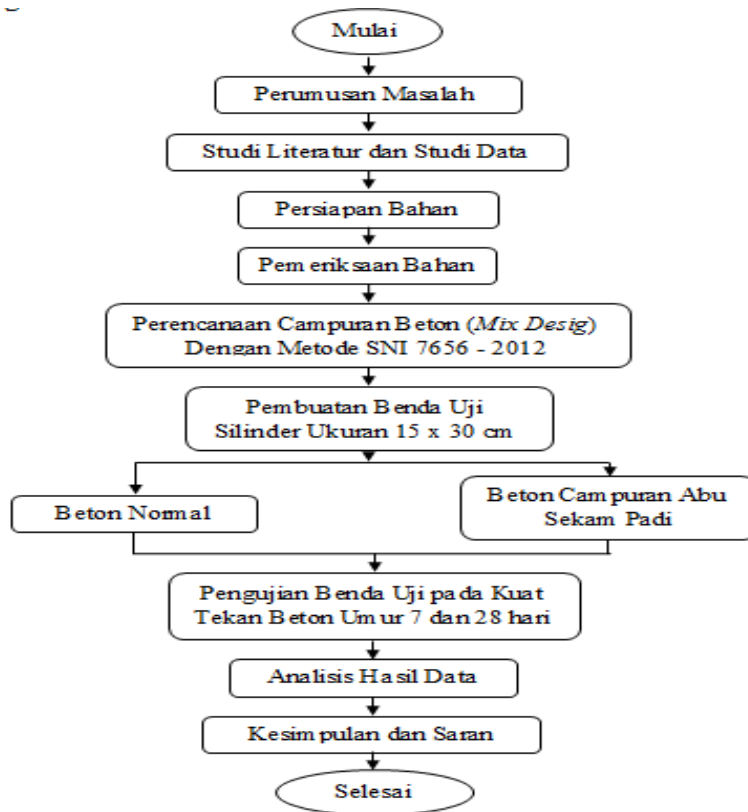 Mulai
Perumusan Masalah
Studi Literatur dan Studi Data
Persiapan Bahan
Pemeriksaan Bahan
Perencanaan Campuran Beton (Mix Desig)
Dengan Metode SNI 7656 - 2012
Pembuatan Benda Uji
Silinder Ukuran 15 x 30 cm
Beton Normal
Beton Campuran Abu
Sekam Padi
Pengujian Benda Uji pada Kuat
Tekan Beton Umur 7 dan 28 hari
Analisis Hasil Data
Kesimpulan dan Saran
Selesai